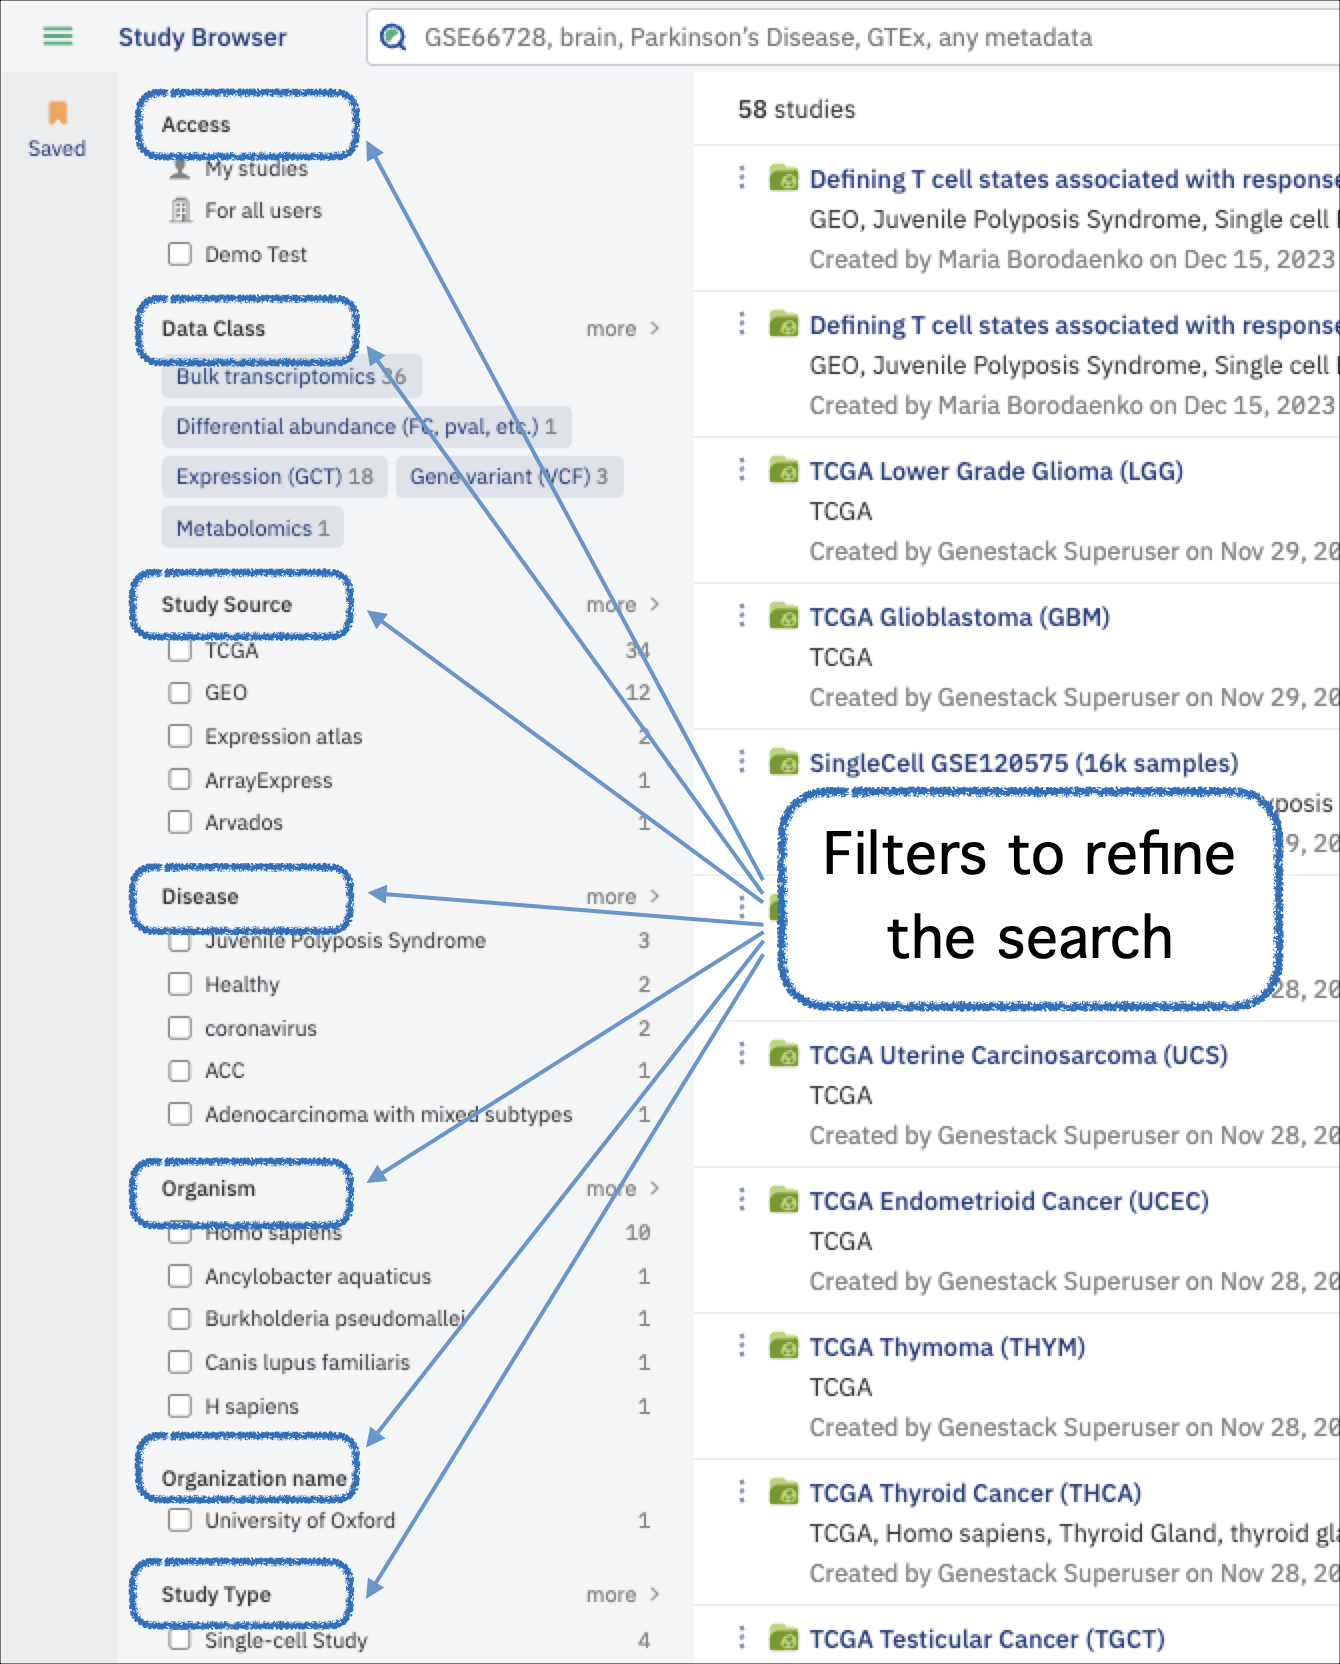 Study Browser
GSE66728, brain, Parkinson's Disease, GTEx, any metadata
Saved
Access
My studies
For all users
Demo Test
Data Class
more
Bulk transcriptomics 36
Differential abundance (FC, pval, etc.) 1
Expression (GCT) 18
Gene variant (VCF) 3
Metabolomics 1
Study Source
more
TCGA 34
GEO 12
Expression atlas 2
ArrayExpress 1
Arvados 1
Disease
more
Juvenile Polyposis Syndrome 3
Healthy 2
coronavirus 2
ACC 1
Adenocarcinoma with mixed subtypes 1
Organism
more
Homo sapiens 10
Ancylobacter aquaticus 1
Burkholderia pseudomallei 1
Canis lupus familiaris 1
H sapiens 1
Organization name
University of Oxford 1
Study Type
more
Single-cell Study 4
58 studies
Defining T cell states associated with response
GEO, Juvenile Polyposis Syndrome, Single cell
Created by Maria Borodaenko on Dec 15, 2023
Defining T cell states associated with response
GEO, Juvenile Polyposis Syndrome, Single cell
Created by Maria Borodaenko on Dec 15, 2023
TCGA Lower Grade Glioma (LGG)
TCGA
Created by Genestack Superuser on Nov 29, 20
TCGA Glioblastoma (GBM)
TCGA
Created by Genestack Superuser on Nov 29, 20
SingleCell GSE120575 (16k samples)
yposis
9, 20
Filters to refine
the search
28, 20
TCGA Uterine Carcinosarcoma (UCS)
TCGA
Created by Genestack Superuser on Nov 28, 20
TCGA Endometrioid Cancer (UCEC)
TCGA
Created by Genestack Superuser on Nov 28, 20
TCGA Thymoma (THYM)
TCGA
Created by Genestack Superuser on Nov 28, 20
TCGA Thyroid Cancer (THCA)
TCGA, Homo sapiens, Thyroid Gland, thyroid gla
Created by Genestack Superuser on Nov 28, 20
TCGA Testicular Cancer (TGCT)